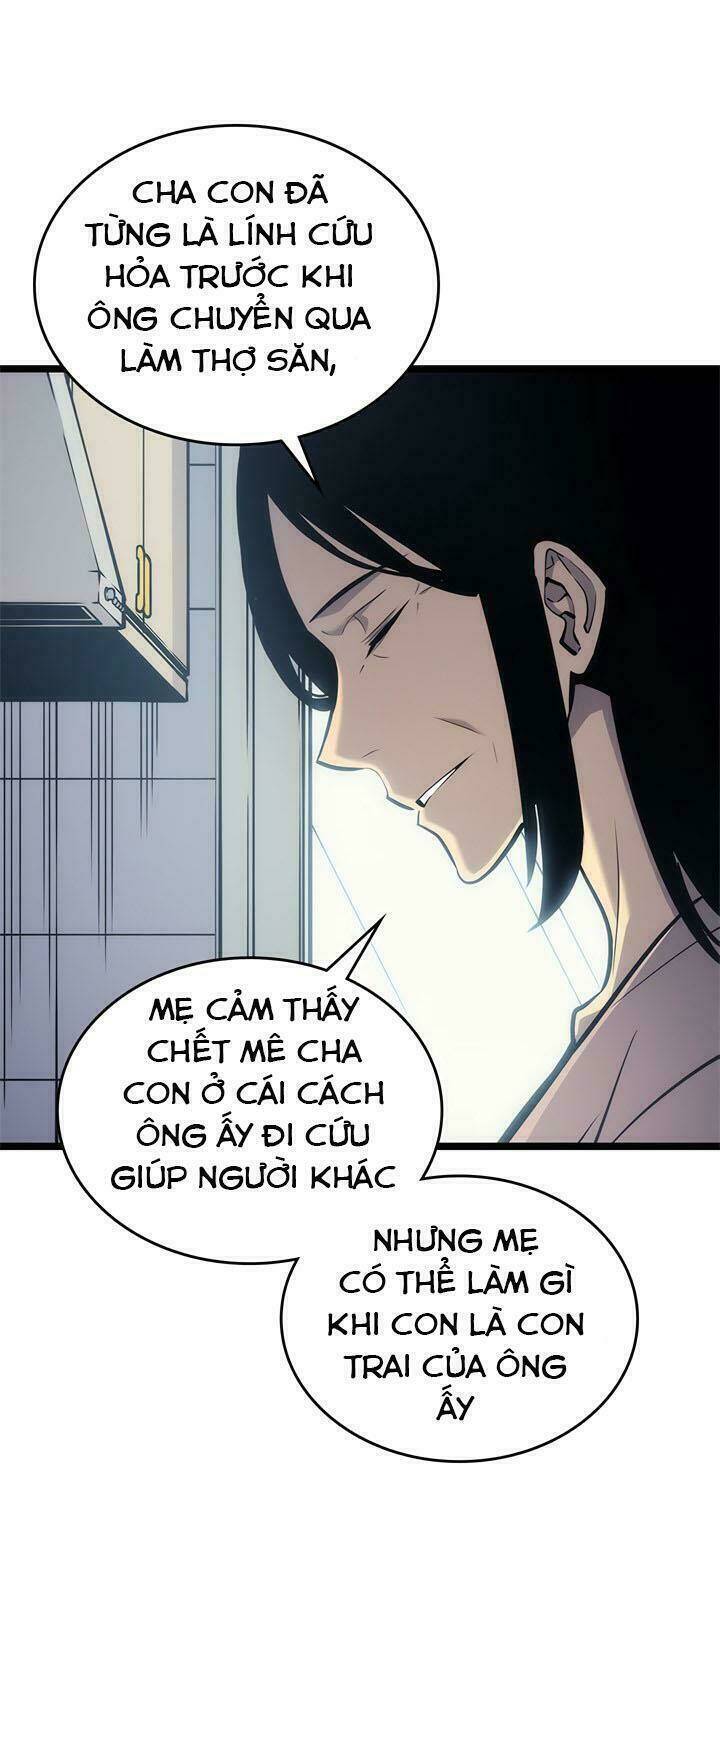 CHA CON ĐÃ
TỪNG LÀ LÍNH CỨU
HỎA TRƯỚC KHI
ÔNG CHUYỂN QUA
LÀM THỢ SĂN,
MẸ CẢM THẤY
CHẾT MÊ CHA
CON Ở CÁI CÁCH
ÔNG ẤY ĐI CỨU
GIÚP NGƯỜI KHÁC
NHƯNG MẸ
CÓ THỂ LÀM GÌ
KHI CON LÀ CON
TRAI CỦA ÔNG
ẤY